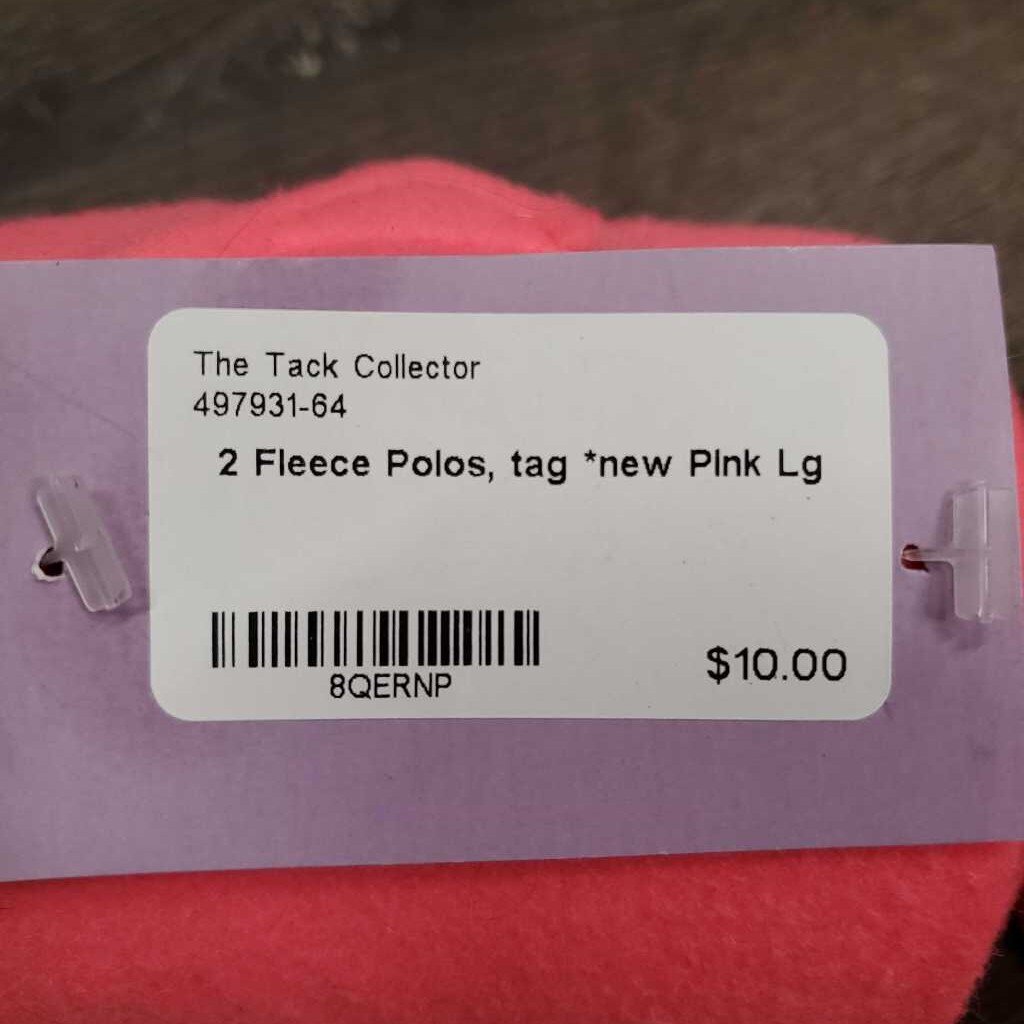 The Tack Collector
497931-64
2 Fleece Polos, tag *new PInk Lg
8QERNP
$10.00